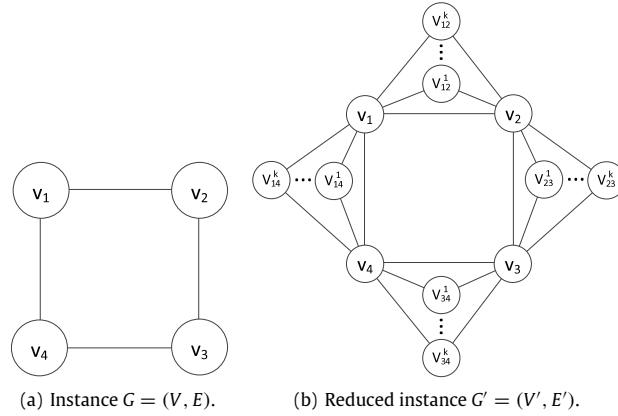 V₁₂ᵏ
⋮
V₁₂¹
v₁
v₂
V₁₄ᵏ ··· V₁₄¹
V₂₃¹ ··· V₂₃ᵏ
v₄
v₃
V₃₄¹
⋮
V₃₄ᵏ
v₁
v₂
v₄
v₃
(a) Instance G = (V, E).
(b) Reduced instance G′ = (V′, E′).